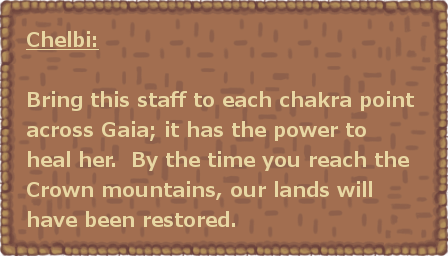 Chelbi:
Bring this staff to each chakra point
across Gaia; it has the power to
heal her.  By the time you reach the
Crown mountains, our lands will
have been restored.